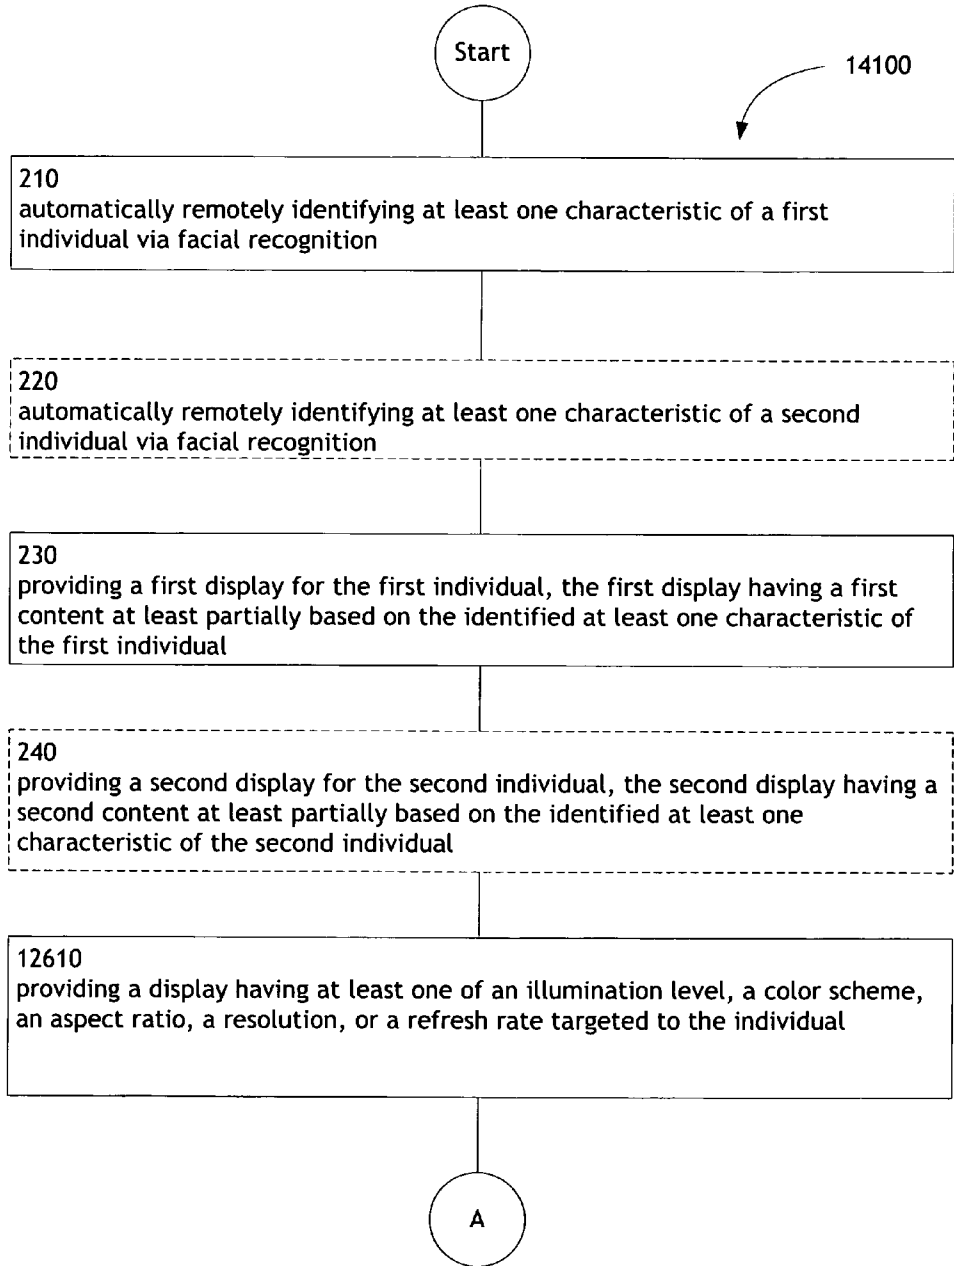 Start
14100
210
automatically remotely identifying at least one characteristic of a first
individual via facial recognition
220
automatically remotely identifying at least one characteristic of a second
individual via facial recognition
230
providing a first display for the first individual, the first display having a first
content at least partially based on the identified at least one characteristic of
the first individual
240
providing a second display for the second individual, the second display having a
second content at least partially based on the identified at least one
characteristic of the second individual
12610
providing a display having at least one of an illumination level, a color scheme,
an aspect ratio, a resolution, or a refresh rate targeted to the individual
A